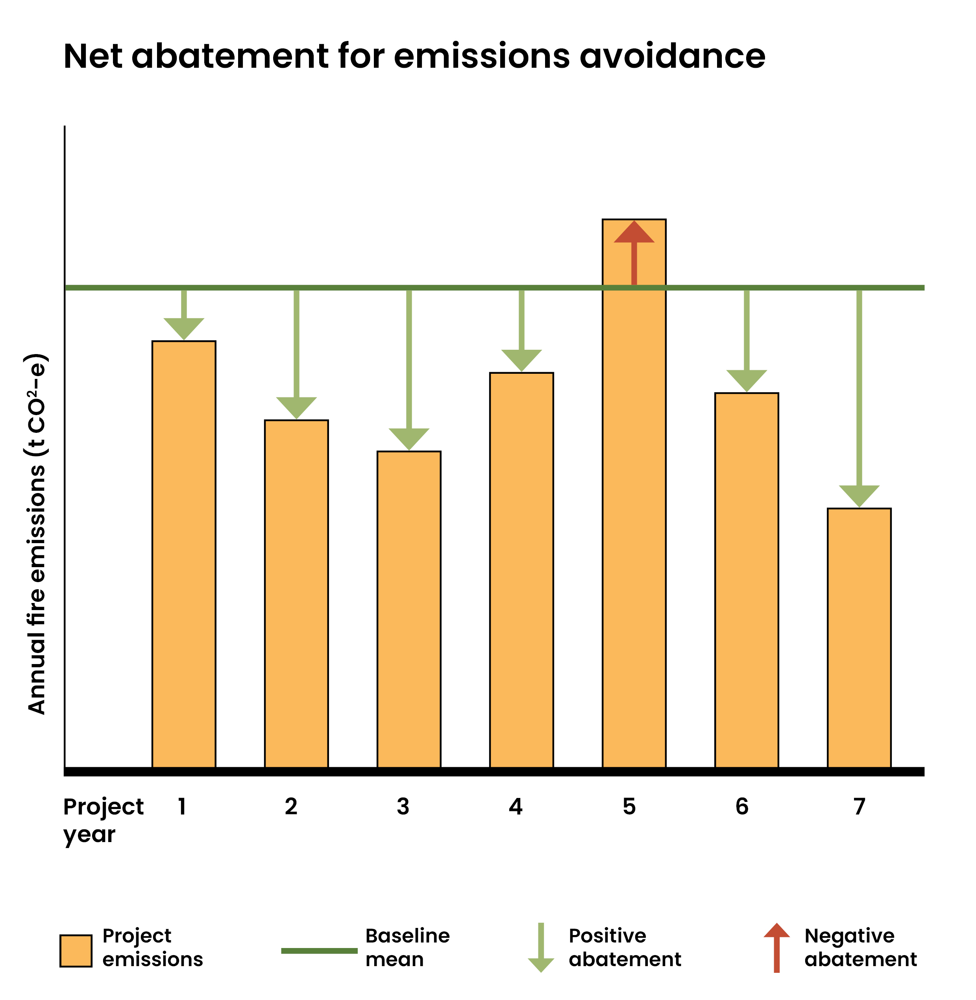 Net abatement for emissions avoidance
Annual fire emissions (t CO²-e)
Project 1 2 3 4 5 6 7
year
Project
emissions
Baseline
mean
Positive
abatement
Negative
abatement